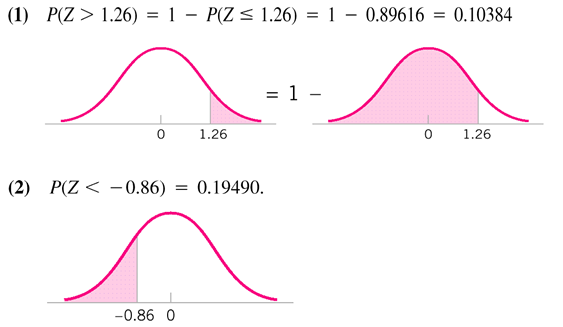 (1) P(Z > 1.26) = 1 − P(Z ≤ 1.26) = 1 − 0.89616 = 0.10384
= 1 −
0 1.26 0 1.26
(2) P(Z < −0.86) = 0.19490.
−0.86 0